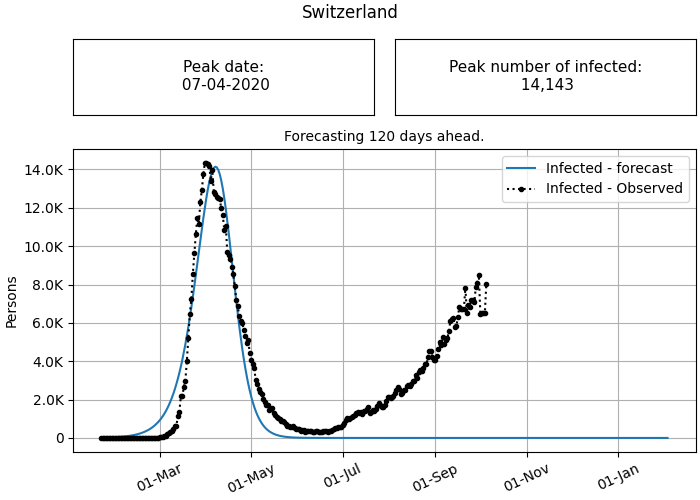 Switzerland
Peak date:
07-04-2020
Peak number of infected:
14,143
Forecasting 120 days ahead.
Infected - forecast
Infected - Observed
14.0K
12.0K
10.0K
8.0K
6.0K
4.0K
2.0K
0
Persons
01-Mar
01-May
01-Jul
01-Sep
01-Nov
01-Jan